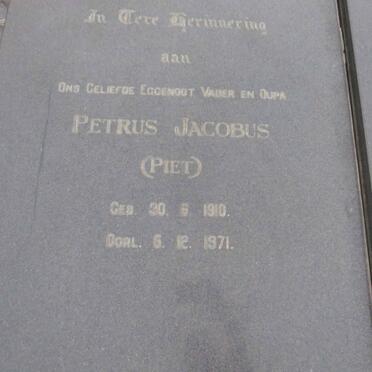 In Tere Herinnering
aan
ONS GELIEFDE EGGENOOT VADER EN OUPA
PETRUS JACOBUS
(PIET)
GEB. 30. 6. 1910.
OORL. 6. 12. 1971.